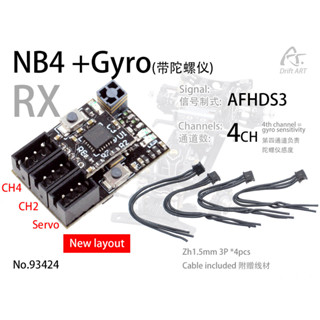 NB4 +Gyro(带陀螺仪)
RX
Drift ART
Signal:
信号制式:
AFHDS3
Channels:
通道数:
4CH
4th channel =
gyro sensitivity
第四通道负责
陀螺仪感度
CH4
CH2
Servo
New layout
No.93424
Zh1.5mm 3P *4pcs
Cable included 附赠线材